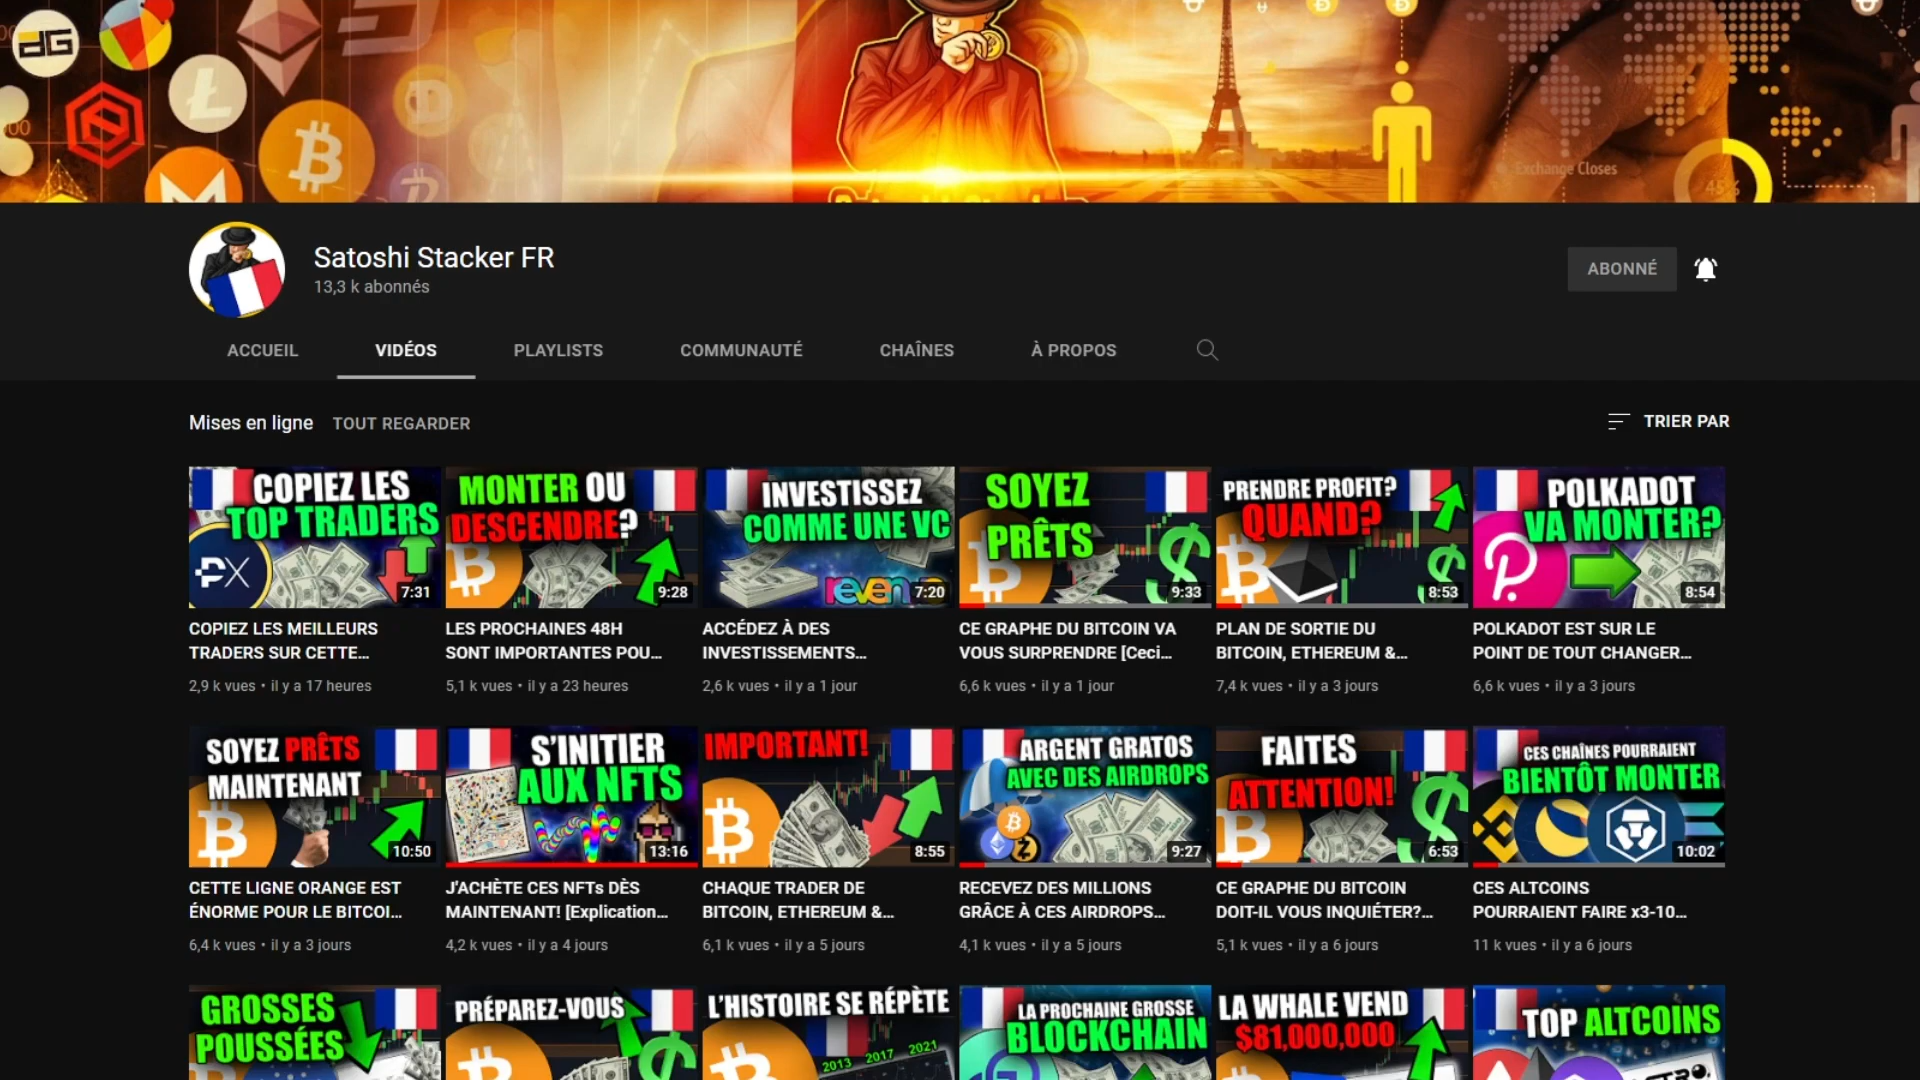 dG
Exchange Closes
45%
Satoshi Stacker FR
13,3 k abonnés
ABONNÉ
ACCUEIL
VIDÉOS
PLAYLISTS
COMMUNAUTÉ
CHAÎNES
À PROPOS
Mises en ligne
TOUT REGARDER
TRIER PAR
COPIEZ LES
TOP TRADERS
PX
7:31
MONTER OU
DESCENDRE?
9:28
INVESTISSEZ
COMME UNE VC
7:20
SOYEZ
PRÊTS
9:33
PRENDRE PROFIT?
QUAND?
8:53
POLKADOT
VA MONTER?
8:54
COPIEZ LES MEILLEURS
TRADERS SUR CETTE...
2,9 k vues • il y a 17 heures
LES PROCHAINES 48H
SONT IMPORTANTES POU...
5,1 k vues • il y a 23 heures
ACCÉDEZ À DES
INVESTISSEMENTS...
2,6 k vues • il y a 1 jour
CE GRAPHE DU BITCOIN VA
VOUS SURPRENDRE [Ceci...
6,6 k vues • il y a 1 jour
PLAN DE SORTIE DU
BITCOIN, ETHEREUM &...
7,4 k vues • il y a 3 jours
POLKADOT EST SUR LE
POINT DE TOUT CHANGER...
6,6 k vues • il y a 3 jours
SOYEZ PRÊTS
MAINTENANT
10:50
S'INITIER
AUX NFTS
13:16
IMPORTANT!
8:55
ARGENT GRATOS
AVEC DES AIRDROPS
9:27
FAITES
ATTENTION!
6:53
CES CHAÎNES POURRAIENT
BIENTÔT MONTER
10:02
CETTE LIGNE ORANGE EST
ÉNORME POUR LE BITCOI...
6,4 k vues • il y a 3 jours
J'ACHÈTE CES NFTs DÈS
MAINTENANT! [Explication...
4,2 k vues • il y a 4 jours
CHAQUE TRADER DE
BITCOIN, ETHEREUM &...
6,1 k vues • il y a 5 jours
RECEVEZ DES MILLIONS
GRÂCE À CES AIRDROPS...
4,1 k vues • il y a 5 jours
CE GRAPHE DU BITCOIN
DOIT-IL VOUS INQUIÉTER?...
5,1 k vues • il y a 6 jours
CES ALTCOINS
POURRAIENT FAIRE x3-10...
11 k vues • il y a 6 jours
GROSSES
POUSSÉES
PRÉPAREZ-VOUS
L'HISTOIRE SE RÉPÈTE
2013 2017 2021
LA PROCHAINE GROSSE
BLOCKCHAIN
LA WHALE VEND
$81,000,000
TOP ALTCOINS